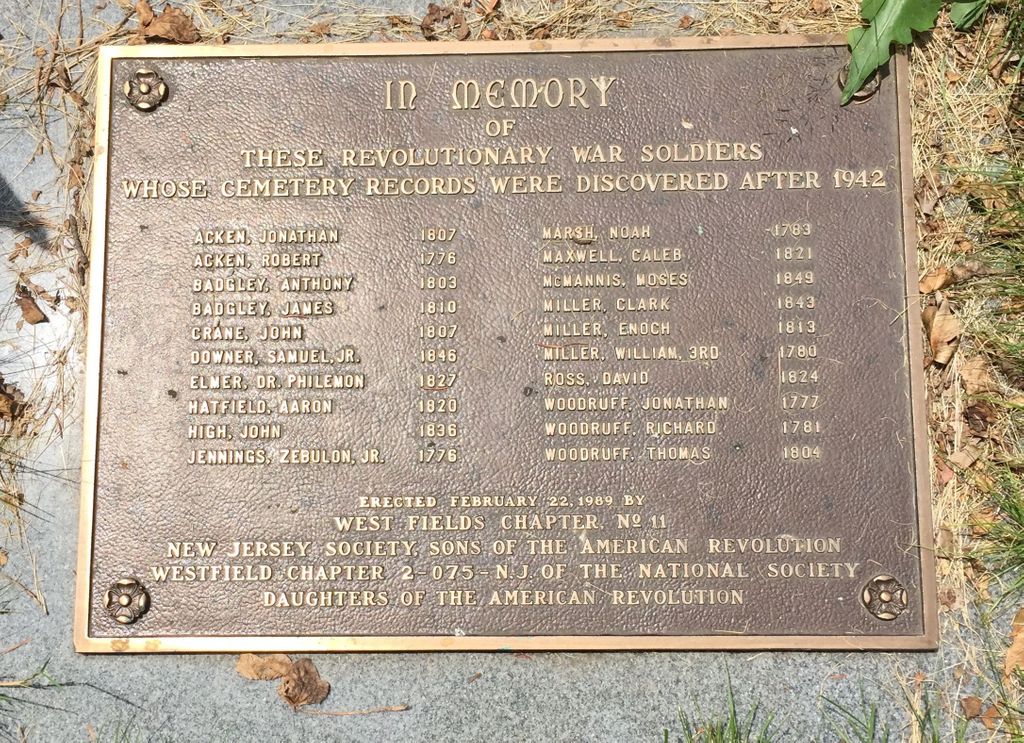 IN MEMORY
OF
THESE REVOLUTIONARY WAR SOLDIERS
WHOSE CEMETERY RECORDS WERE DISCOVERED AFTER 1942
ACKEN, JONATHAN 1807
ACKEN, ROBERT 1776
BADGLEY, ANTHONY 1803
BADGLEY, JAMES 1810
CRANE, JOHN 1807
DOWNER, SAMUEL, JR. 1846
ELMER, DR. PHILEMON 1827
HATFIELD, AARON 1820
HIGH, JOHN 1836
JENNINGS, ZEBULON, JR. 1776
MARSH, NOAH 1783
MAXWELL, CALEB 1821
McMANNIS, MOSES 1849
MILLER, CLARK 1843
MILLER, ENOCH 1813
MILLER, WILLIAM, 3RD 1780
ROSS, DAVID 1824
WOODRUFF, JONATHAN 1777
WOODRUFF, RICHARD 1781
WOODRUFF, THOMAS 1804
ERECTED FEBRUARY 22, 1989 BY
WEST FIELDS CHAPTER, Nº 11
NEW JERSEY SOCIETY, SONS OF THE AMERICAN REVOLUTION
WESTFIELD CHAPTER 2-075-N.J. OF THE NATIONAL SOCIETY
DAUGHTERS OF THE AMERICAN REVOLUTION